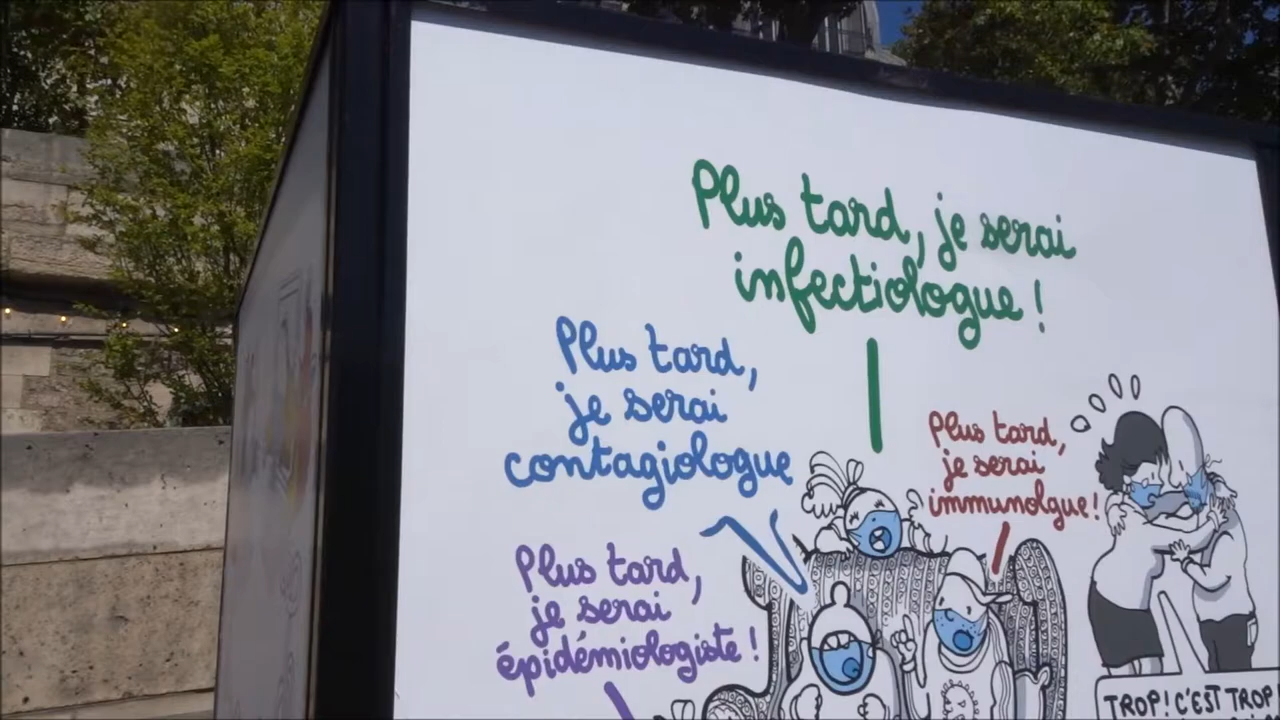 Plus tard, je serai
infectiologue !
Plus tard,
je serai
contagiologue
Plus tard,
je serai
immunolgue !
Plus tard,
je serai
épidémiologiste !
TROP ! C'EST TROP